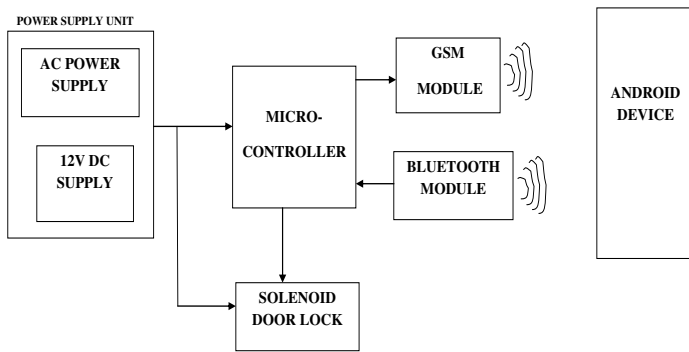 POWER SUPPLY UNIT
AC POWER
SUPPLY
12V DC
SUPPLY
MICRO-
CONTROLLER
GSM
MODULE
BLUETOOTH
MODULE
SOLENOID
DOOR LOCK
ANDROID
DEVICE